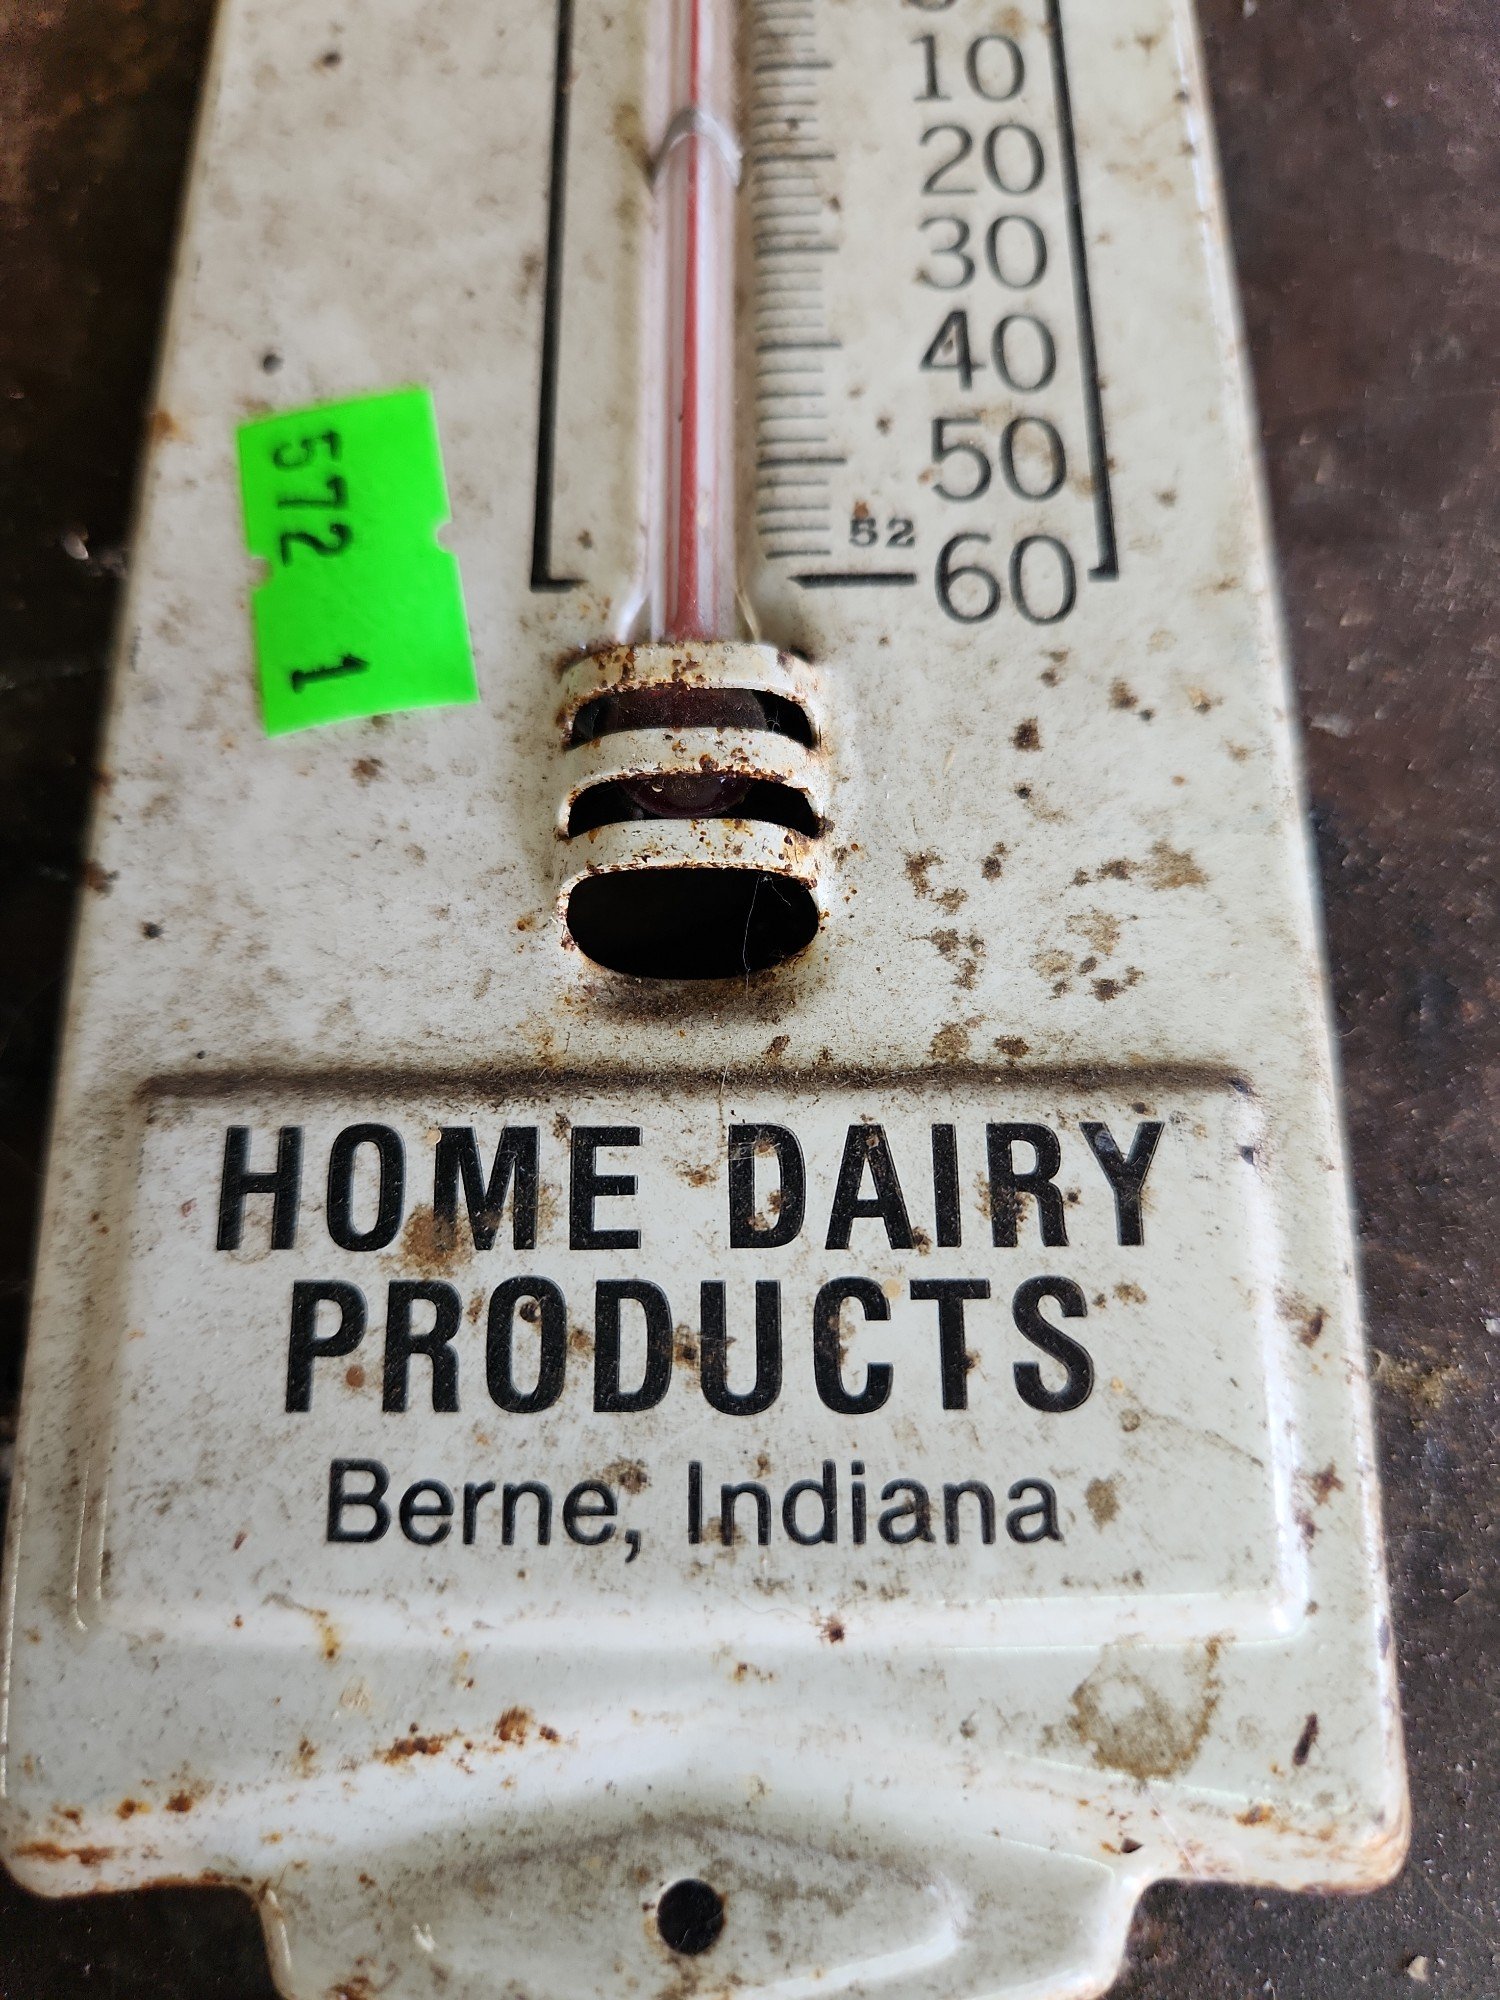 10
20
30
40
50
52
60
572 1
HOME DAIRY
PRODUCTS
Berne, Indiana